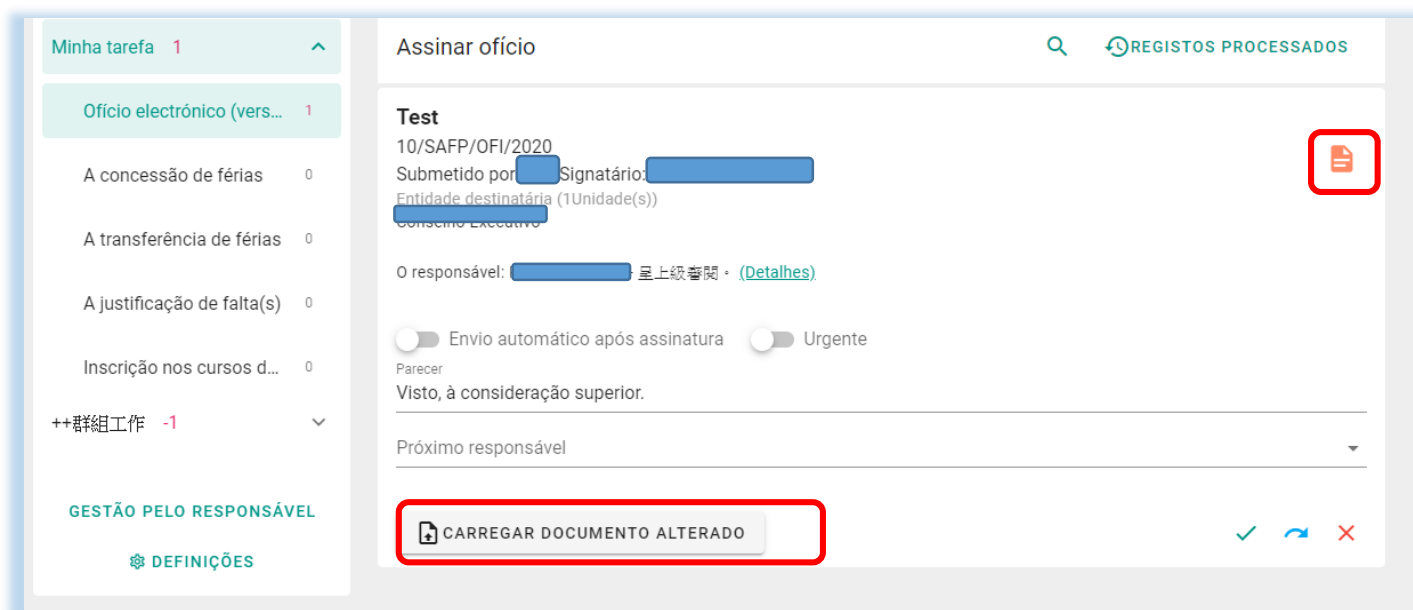 Minha tarefa 1
Ofício electrónico (vers... 1
A concessão de férias 0
A transferência de férias 0
A justificação de falta(s) 0
Inscrição nos cursos d... 0
++群組工作 -1
GESTÃO PELO RESPONSÁVEL
DEFINIÇÕES
Assinar ofício
REGISTOS PROCESSADOS
Test
10/SAFP/OFI/2020
Submetido por Signatário:
Entidade destinatária (1Unidade(s))
Conselho Executivo
O responsável: 呈上級審閱。 (Detalhes)
Envio automático após assinatura Urgente
Parecer
Visto, à consideração superior.
Próximo responsável
CARREGAR DOCUMENTO ALTERADO